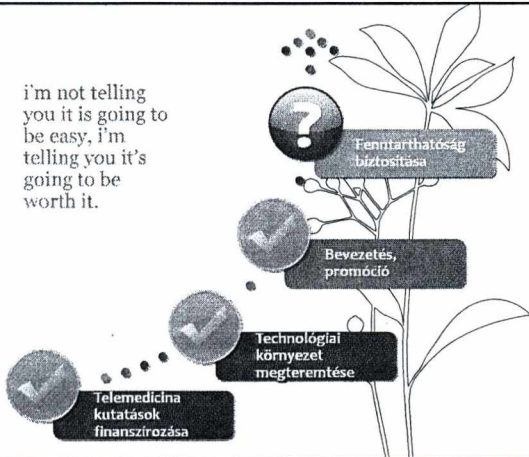 i'm not telling
you it is going to
be easy, i'm
telling you it's
going to be
worth it.
?
Fenntarthatóság
biztosítása
Bevezetés,
promóció
Technológiai
környezet
megteremtése
Telemedicina
kutatások
finanszírozása